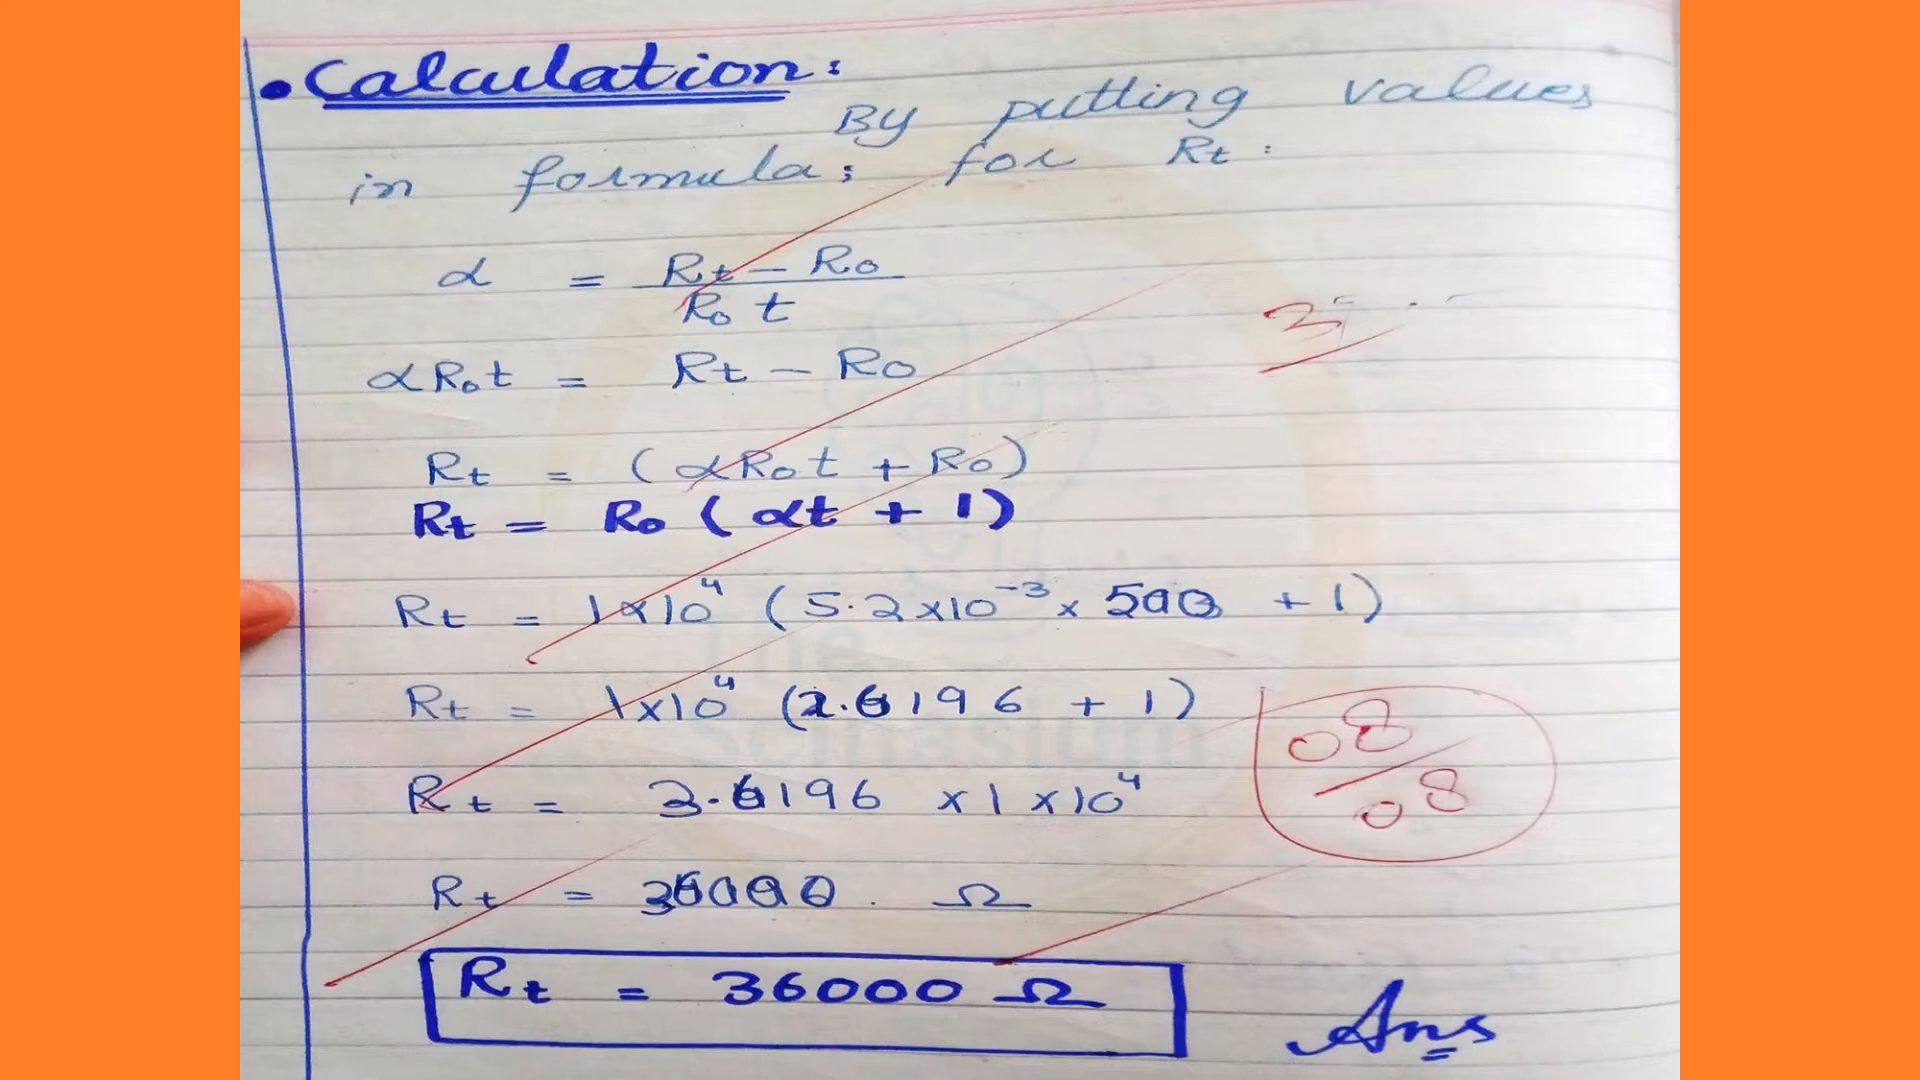 • Calculation:
By putting values
in formula; for Rt:
α = Rt - Ro / Ro t
αRot = Rt - Ro
Rt = (αRot + Ro)
Rt = Ro (αt + 1)
Rt = 1×10⁴ (5.2×10⁻³ × + 1)
Rt = 1×10⁴ (2.6196 + 1)
Rt = 3.6196 ×1×10⁴
Rt = 36000. Ω
08/08
Rt = 36000 Ω
Ans
The
Scinasium